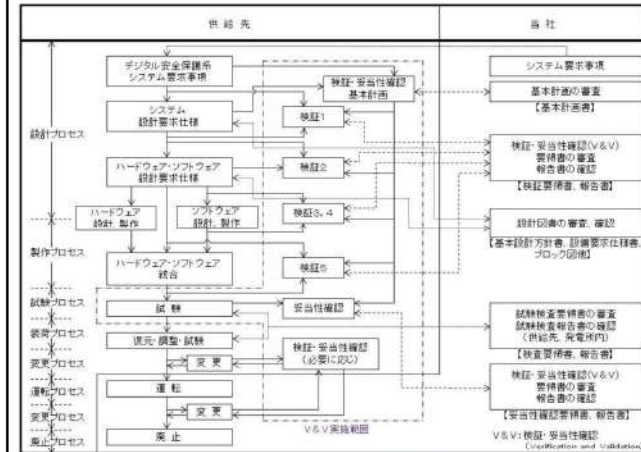 供給先
当社
デジタル安全保護系
システム要求事項
検証・妥当性確認
基本計画
システム要求事項
基本計画の審査
【基本計画書】
システム
設計要求仕様
検証1
設計プロセス
ハードウェア・ソフトウェア
設計要求仕様
検証2
検証・妥当性確認(V&V)
要領書の審査
報告書の確認
【検証要領書、報告書】
ハードウェア
設計、製作
ソフトウェア
設計、製作
検証3、4
設計図書の審査、確認
【基本設計方針書、設備要求仕様書、
ブロック図他】
製作プロセス
ハードウェア・ソフトウェア
統合
検証5
試験プロセス
試験
妥当性確認
試験検査要領書の審査
試験検査報告書の確認
(供給先、発電所内)
【検査要領書、報告書】
装荷プロセス
復元・調整・試験
検証・妥当性確認
(必要に応じ)
変更プロセス
変更
運転プロセス
運転
検証・妥当性確認(V&V)
要領書の審査
報告書の確認
【妥当性確認要領書、報告書】
変更プロセス
変更
V&V実施範囲
廃止プロセス
廃止
V&V:検証・妥当性確認
(Verification and Validation)